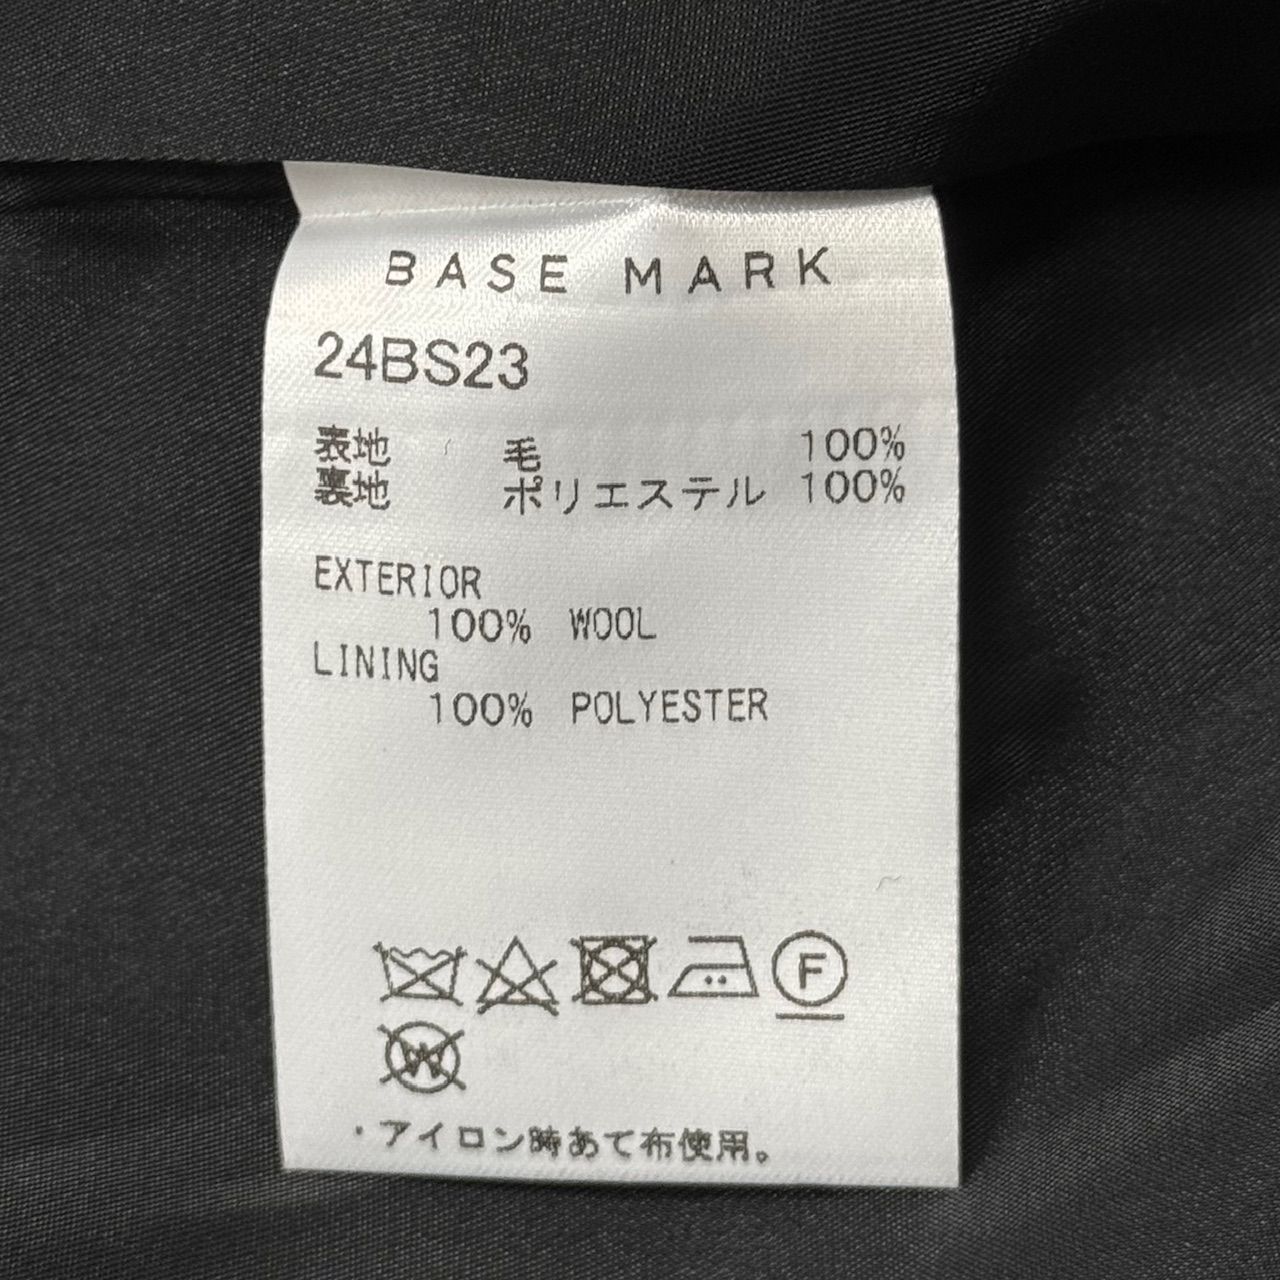 BASE MARK
24BS23
表地 毛 100%
裏地 ポリエステル 100%
EXTERIOR
100% WOOL
LINING
100% POLYESTER
F
W
・アイロン時あて布使用。